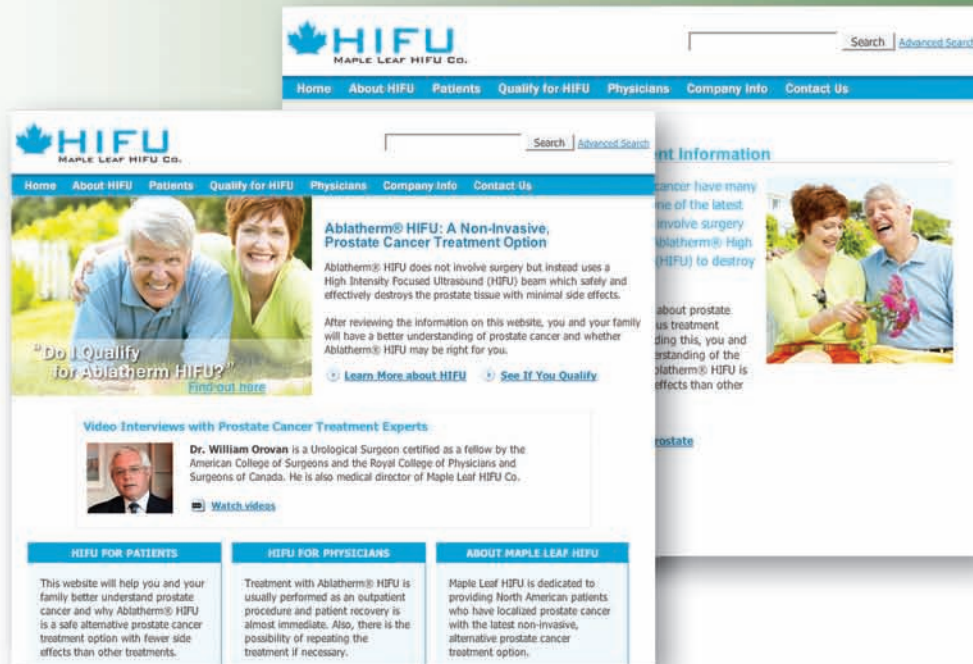 HIFU
MAPLE LEAF HIFU CO.
Search Advanced Search
Home About HIFU Patients Qualify for HIFU Physicians Company Info Contact Us
nt Information
cancer have many
ne of the latest
involve surgery
Ablatherm® High
(HIFU) to destroy
about prostate
us treatment
ding this, you and
erstanding of the
blatherm® HIFU is
effects than other
rostate
HIFU
MAPLE LEAF HIFU CO.
Search Advanced Search
Home About HIFU Patients Qualify for HIFU Physicians Company Info Contact Us
"Do I Qualify
for Ablatherm HIFU?"
Find out here
Ablatherm® HIFU: A Non-Invasive,
Prostate Cancer Treatment Option
Ablatherm® HIFU does not involve surgery but instead uses a
High Intensity Focused Ultrasound (HIFU) beam which safely and
effectively destroys the prostate tissue with minimal side effects.
After reviewing the information on this website, you and your family
will have a better understanding of prostate cancer and whether
Ablatherm® HIFU may be right for you.
Learn More about HIFU See If You Qualify
Video Interviews with Prostate Cancer Treatment Experts
Dr. William Orovan is a Urological Surgeon certified as a fellow by the
American College of Surgeons and the Royal College of Physicians and
Surgeons of Canada. He is also medical director of Maple Leaf HIFU Co.
Watch videos
HIFU FOR PATIENTS
This website will help you and your
family better understand prostate
cancer and why Ablatherm® HIFU
is a safe alternative prostate cancer
treatment option with fewer side
effects than other treatments.
HIFU FOR PHYSICIANS
Treatment with Ablatherm® HIFU is
usually performed as an outpatient
procedure and patient recovery is
almost immediate. Also, there is the
possibility of repeating the
treatment if necessary.
ABOUT MAPLE LEAF HIFU
Maple Leaf HIFU is dedicated to
providing North American patients
who have localized prostate cancer
with the latest non-invasive,
alternative prostate cancer
treatment option.